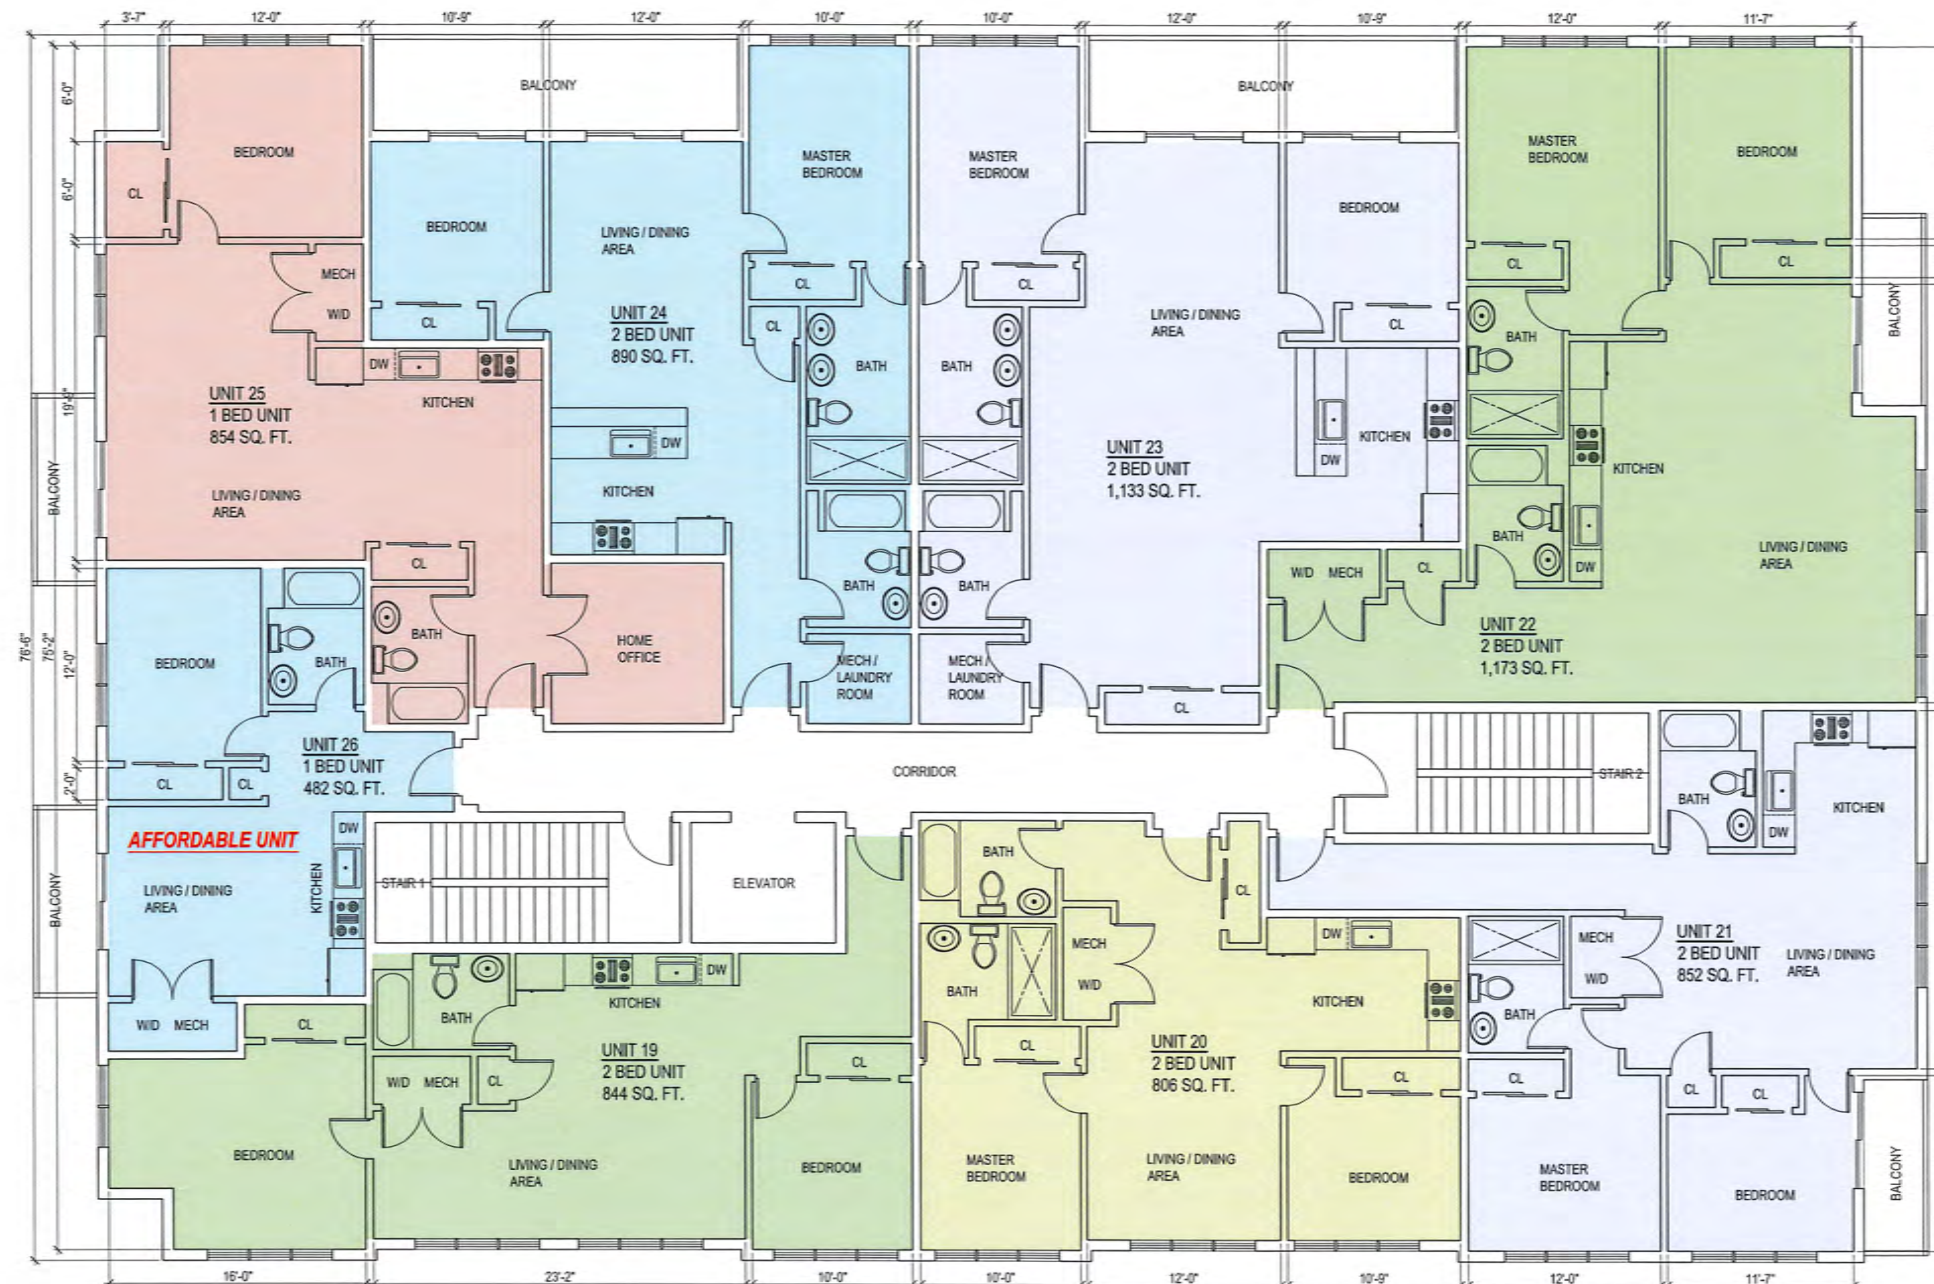 3'-7" 12'-0" 10'-9" 12'-0" 10'-0" 10'-0" 12'-0" 10'-9" 12'-0" 11'-7"
6'-0"
6'-0"
19'-0"
12'-0"
2'-0"
76'-6"
75'-2"
BALCONY
BALCONY
BALCONY
BEDROOM
CL
MECH
W/D
DW
KITCHEN
UNIT 25
1 BED UNIT
854 SQ. FT.
LIVING / DINING
AREA
CL
BATH
HOME
OFFICE
BALCONY
BEDROOM
CL
LIVING / DINING
AREA
UNIT 24
2 BED UNIT
890 SQ. FT.
DW
KITCHEN
MASTER
BEDROOM
CL
CL
BATH
BATH
MECH /
LAUNDRY
ROOM
MASTER
BEDROOM
CL
BATH
BATH
MECH /
LAUNDRY
ROOM
BALCONY
LIVING / DINING
AREA
BEDROOM
CL
UNIT 23
2 BED UNIT
1,133 SQ. FT.
KITCHEN
DW
CL
MASTER
BEDROOM
CL
BEDROOM
CL
BALCONY
BATH
KITCHEN
BATH
DW
LIVING / DINING
AREA
W/D MECH
CL
UNIT 22
2 BED UNIT
1,173 SQ. FT.
BEDROOM
BATH
CL
CL
UNIT 26
1 BED UNIT
482 SQ. FT.
AFFORDABLE UNIT
DW
KITCHEN
LIVING / DINING
AREA
W/D MECH
CORRIDOR
STAIR 1
ELEVATOR
STAIR 2
CL
BEDROOM
BATH
KITCHEN
DW
W/D MECH
CL
UNIT 19
2 BED UNIT
844 SQ. FT.
LIVING / DINING
AREA
CL
BEDROOM
BATH
CL
MECH
W/D
BATH
CL
DW
KITCHEN
UNIT 20
2 BED UNIT
806 SQ. FT.
MASTER
BEDROOM
LIVING / DINING
AREA
CL
BEDROOM
BATH
KITCHEN
DW
MECH
W/D
UNIT 21
2 BED UNIT
852 SQ. FT.
LIVING / DINING
AREA
BATH
CL
CL
CL
MASTER
BEDROOM
BEDROOM
BALCONY
16'-0" 23'-2" 10'-0" 10'-0" 12'-0" 10'-9" 12'-0" 11'-7"